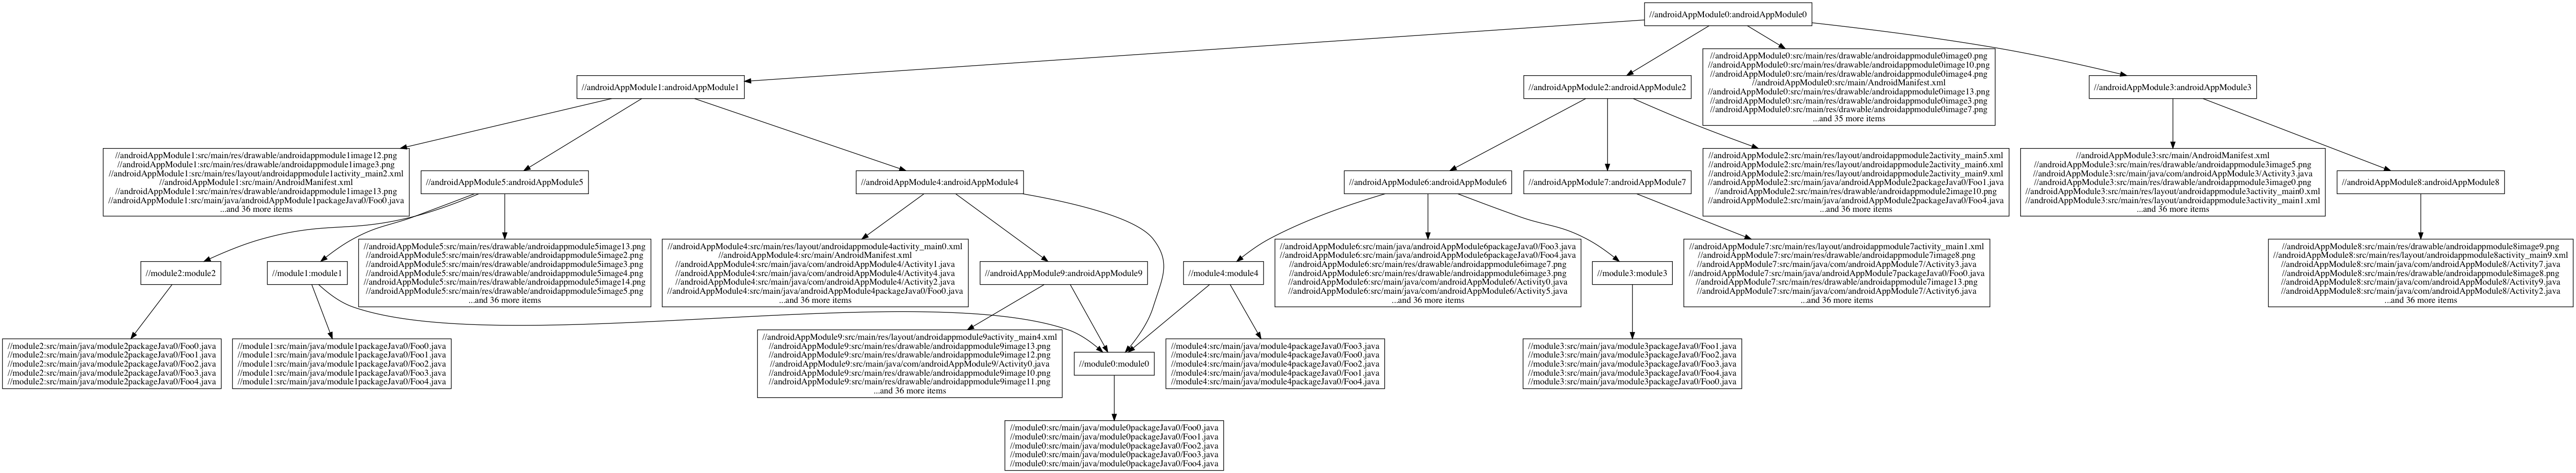 //androidAppModule0:androidAppModule0
//androidAppModule0:src/main/res/drawable/androidappmodule0image0.png
//androidAppModule0:src/main/res/drawable/androidappmodule0image10.png
//androidAppModule0:src/main/res/drawable/androidappmodule0image4.png
//androidAppModule0:src/main/AndroidManifest.xml
//androidAppModule0:src/main/res/drawable/androidappmodule0image13.png
//androidAppModule0:src/main/res/drawable/androidappmodule0image3.png
//androidAppModule0:src/main/res/drawable/androidappmodule0image7.png
...and 35 more items
//androidAppModule1:androidAppModule1
//androidAppModule2:androidAppModule2
//androidAppModule3:androidAppModule3
//androidAppModule1:src/main/res/drawable/androidappmodule1image12.png
//androidAppModule1:src/main/res/drawable/androidappmodule1image3.png
//androidAppModule1:src/main/res/layout/androidappmodule1activity_main2.xml
//androidAppModule1:src/main/AndroidManifest.xml
//androidAppModule1:src/main/res/drawable/androidappmodule1image13.png
//androidAppModule1:src/main/java/androidAppModule1packageJava0/Foo0.java
...and 36 more items
//androidAppModule5:androidAppModule5
//androidAppModule4:androidAppModule4
//androidAppModule6:androidAppModule6
//androidAppModule7:androidAppModule7
//androidAppModule2:src/main/res/layout/androidappmodule2activity_main5.xml
//androidAppModule2:src/main/res/layout/androidappmodule2activity_main6.xml
//androidAppModule2:src/main/res/layout/androidappmodule2activity_main9.xml
//androidAppModule2:src/main/java/androidAppModule2packageJava0/Foo1.java
//androidAppModule2:src/main/res/drawable/androidappmodule2image10.png
//androidAppModule2:src/main/java/androidAppModule2packageJava0/Foo4.java
...and 36 more items
//androidAppModule3:src/main/AndroidManifest.xml
//androidAppModule3:src/main/res/drawable/androidappmodule3image5.png
//androidAppModule3:src/main/java/com/androidAppModule3/Activity3.java
//androidAppModule3:src/main/res/drawable/androidappmodule3image0.png
//androidAppModule3:src/main/res/layout/androidappmodule3activity_main0.xml
//androidAppModule3:src/main/res/layout/androidappmodule3activity_main1.xml
...and 36 more items
//androidAppModule8:androidAppModule8
//module2:module2
//module1:module1
//androidAppModule5:src/main/res/drawable/androidappmodule5image13.png
//androidAppModule5:src/main/res/drawable/androidappmodule5image2.png
//androidAppModule5:src/main/res/drawable/androidappmodule5image3.png
//androidAppModule5:src/main/res/drawable/androidappmodule5image4.png
//androidAppModule5:src/main/res/drawable/androidappmodule5image14.png
//androidAppModule5:src/main/res/drawable/androidappmodule5image5.png
...and 36 more items
//androidAppModule4:src/main/res/layout/androidappmodule4activity_main0.xml
//androidAppModule4:src/main/AndroidManifest.xml
//androidAppModule4:src/main/java/com/androidAppModule4/Activity1.java
//androidAppModule4:src/main/java/com/androidAppModule4/Activity4.java
//androidAppModule4:src/main/java/com/androidAppModule4/Activity2.java
//androidAppModule4:src/main/java/androidAppModule4packageJava0/Foo0.java
...and 36 more items
//androidAppModule9:androidAppModule9
//module4:module4
//androidAppModule6:src/main/java/androidAppModule6packageJava0/Foo3.java
//androidAppModule6:src/main/java/androidAppModule6packageJava0/Foo4.java
//androidAppModule6:src/main/res/drawable/androidappmodule6image7.png
//androidAppModule6:src/main/res/drawable/androidappmodule6image3.png
//androidAppModule6:src/main/java/com/androidAppModule6/Activity0.java
//androidAppModule6:src/main/java/com/androidAppModule6/Activity5.java
...and 36 more items
//module3:module3
//androidAppModule7:src/main/res/layout/androidappmodule7activity_main1.xml
//androidAppModule7:src/main/res/drawable/androidappmodule7image8.png
//androidAppModule7:src/main/java/com/androidAppModule7/Activity3.java
//androidAppModule7:src/main/java/androidAppModule7packageJava0/Foo0.java
//androidAppModule7:src/main/res/drawable/androidappmodule7image13.png
//androidAppModule7:src/main/java/com/androidAppModule7/Activity6.java
...and 36 more items
//androidAppModule8:src/main/res/drawable/androidappmodule8image9.png
//androidAppModule8:src/main/res/layout/androidappmodule8activity_main9.xml
//androidAppModule8:src/main/java/com/androidAppModule8/Activity7.java
//androidAppModule8:src/main/res/drawable/androidappmodule8image8.png
//androidAppModule8:src/main/java/com/androidAppModule8/Activity9.java
//androidAppModule8:src/main/java/com/androidAppModule8/Activity2.java
...and 36 more items
//module2:src/main/java/module2packageJava0/Foo0.java
//module2:src/main/java/module2packageJava0/Foo1.java
//module2:src/main/java/module2packageJava0/Foo2.java
//module2:src/main/java/module2packageJava0/Foo3.java
//module2:src/main/java/module2packageJava0/Foo4.java
//module1:src/main/java/module1packageJava0/Foo0.java
//module1:src/main/java/module1packageJava0/Foo1.java
//module1:src/main/java/module1packageJava0/Foo2.java
//module1:src/main/java/module1packageJava0/Foo3.java
//module1:src/main/java/module1packageJava0/Foo4.java
//androidAppModule9:src/main/res/layout/androidappmodule9activity_main4.xml
//androidAppModule9:src/main/res/drawable/androidappmodule9image13.png
//androidAppModule9:src/main/res/drawable/androidappmodule9image12.png
//androidAppModule9:src/main/java/com/androidAppModule9/Activity0.java
//androidAppModule9:src/main/res/drawable/androidappmodule9image10.png
//androidAppModule9:src/main/res/drawable/androidappmodule9image11.png
...and 36 more items
//module0:module0
//module4:src/main/java/module4packageJava0/Foo3.java
//module4:src/main/java/module4packageJava0/Foo0.java
//module4:src/main/java/module4packageJava0/Foo2.java
//module4:src/main/java/module4packageJava0/Foo1.java
//module4:src/main/java/module4packageJava0/Foo4.java
//module3:src/main/java/module3packageJava0/Foo1.java
//module3:src/main/java/module3packageJava0/Foo2.java
//module3:src/main/java/module3packageJava0/Foo3.java
//module3:src/main/java/module3packageJava0/Foo4.java
//module3:src/main/java/module3packageJava0/Foo0.java
//module0:src/main/java/module0packageJava0/Foo0.java
//module0:src/main/java/module0packageJava0/Foo1.java
//module0:src/main/java/module0packageJava0/Foo2.java
//module0:src/main/java/module0packageJava0/Foo3.java
//module0:src/main/java/module0packageJava0/Foo4.java